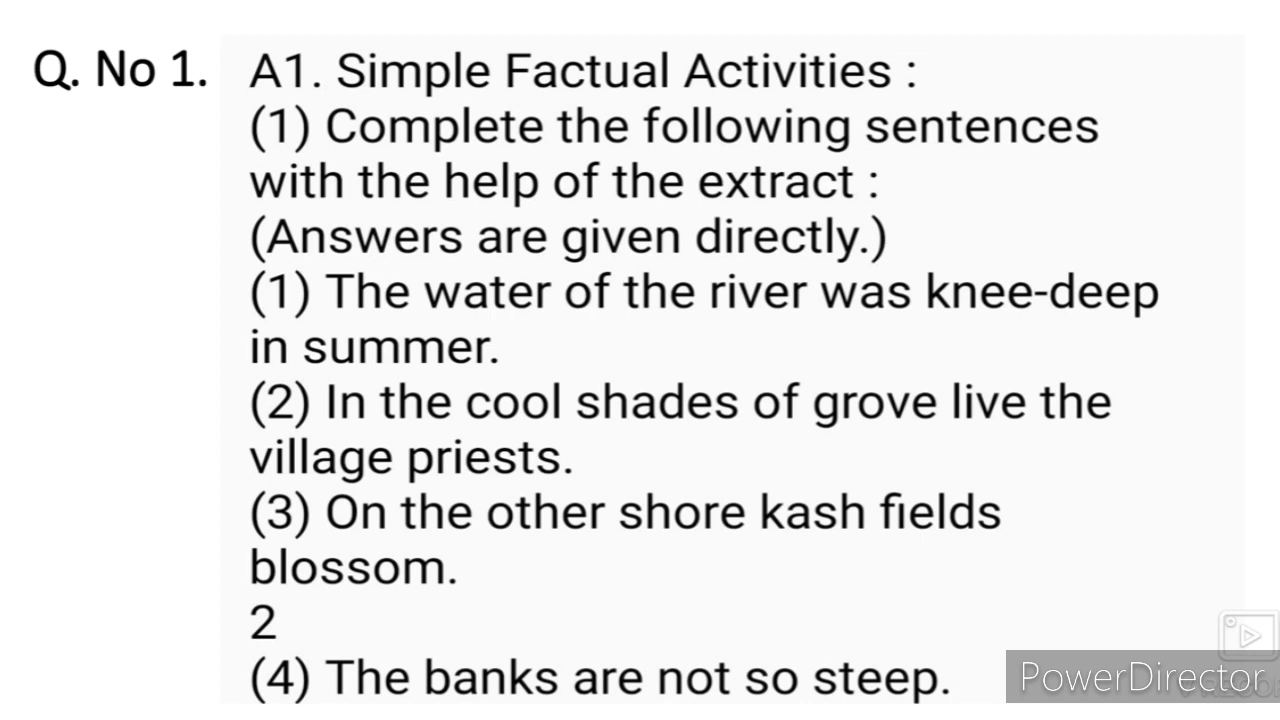 Q. No 1. A1. Simple Factual Activities :
(1) Complete the following sentences
with the help of the extract :
(Answers are given directly.)
(1) The water of the river was knee-deep
in summer.
(2) In the cool shades of grove live the
village priests.
(3) On the other shore kash fields
blossom.
2
(4) The banks are not so steep.
PowerDirector